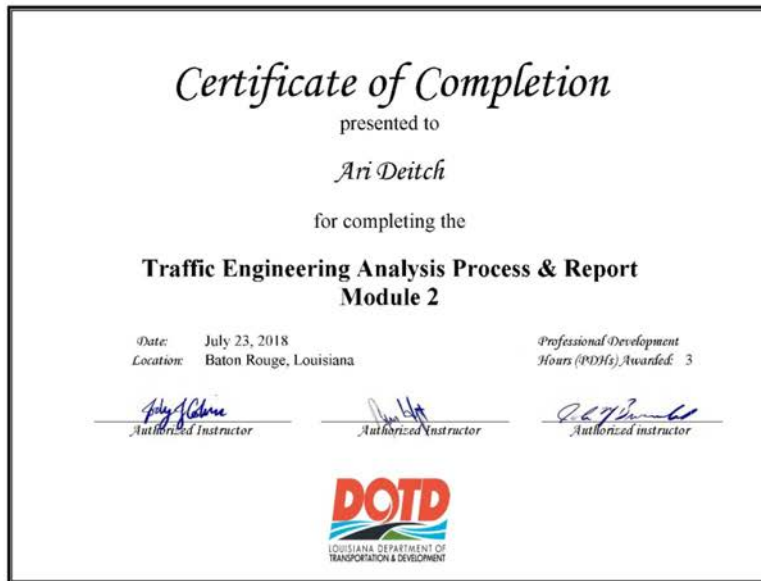 Certificate of Completion
presented to
Ari Deitch
for completing the
Traffic Engineering Analysis Process & Report
Module 2
Date: July 23, 2018
Location: Baton Rouge, Louisiana
Professional Development
Hours (PDHs) Awarded: 3
Authorized Instructor
Authorized Instructor
Authorized instructor
DOTD
LOUISIANA DEPARTMENT OF
TRANSPORTATION & DEVELOPMENT